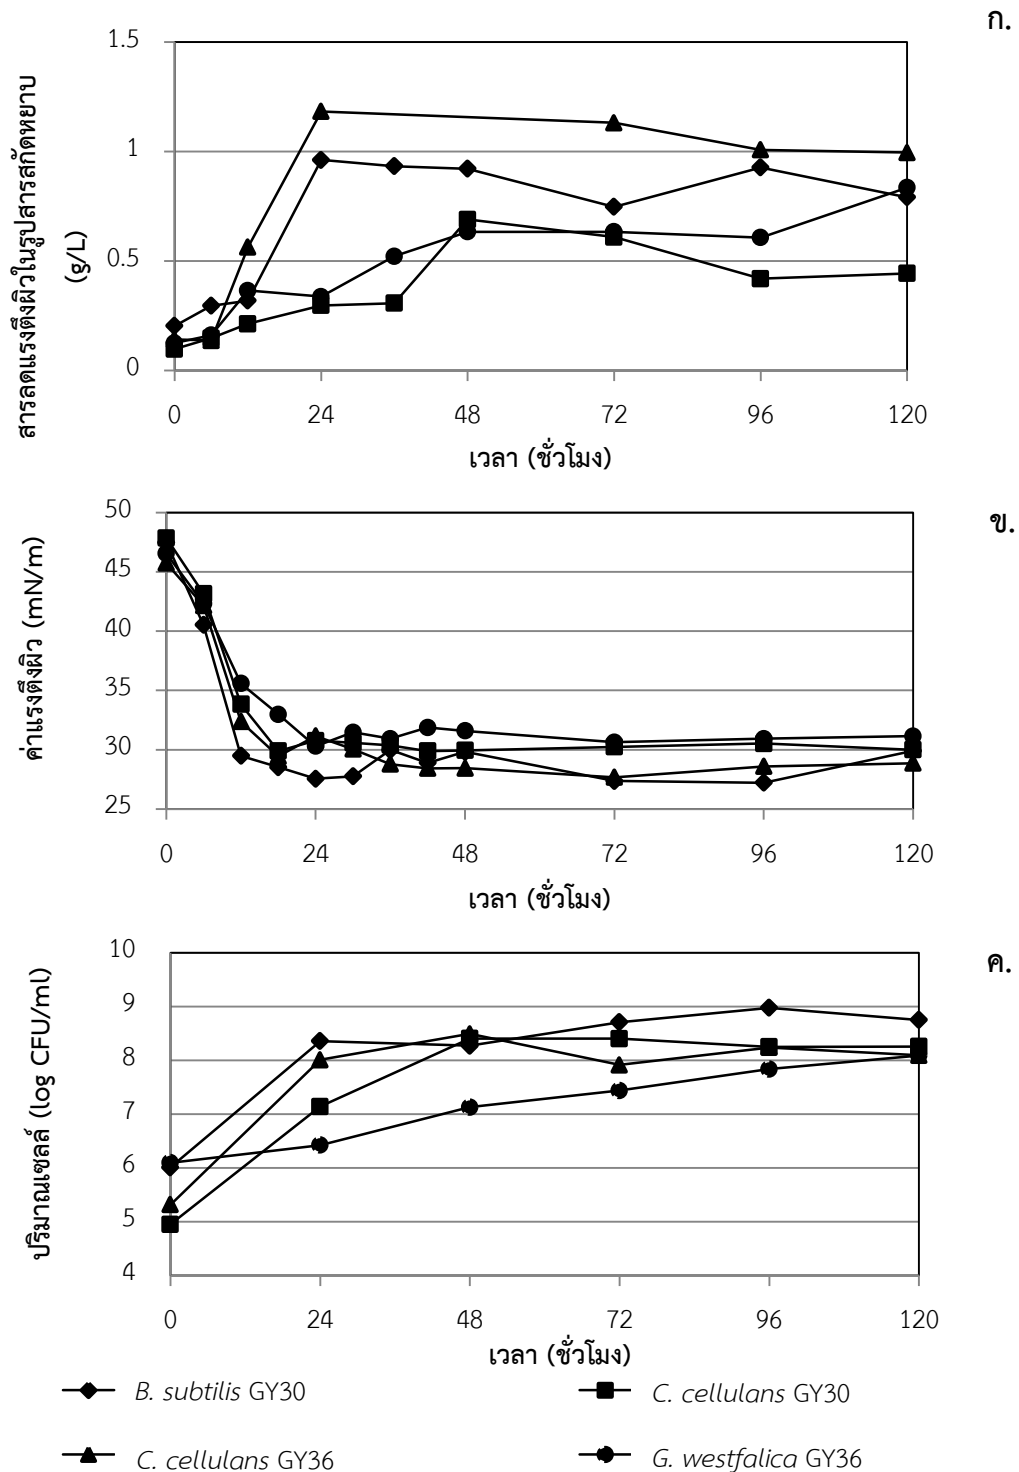 ก.
สารลดแรงตึงผิวในรูปสารสกัดหยาบ
(g/L)
1.5
1
0.5
0
0 24 48 72 96 120
เวลา (ชั่วโมง)
ข.
ค่าแรงตึงผิว (mN/m)
50
45
40
35
30
25
0 24 48 72 96 120
เวลา (ชั่วโมง)
ค.
ปริมาณเซลล์ (log CFU/ml)
10
9
8
7
6
5
4
0 24 48 72 96 120
เวลา (ชั่วโมง)
B. subtilis GY30 C. cellulans GY30
C. cellulans GY36 G. westfalica GY36